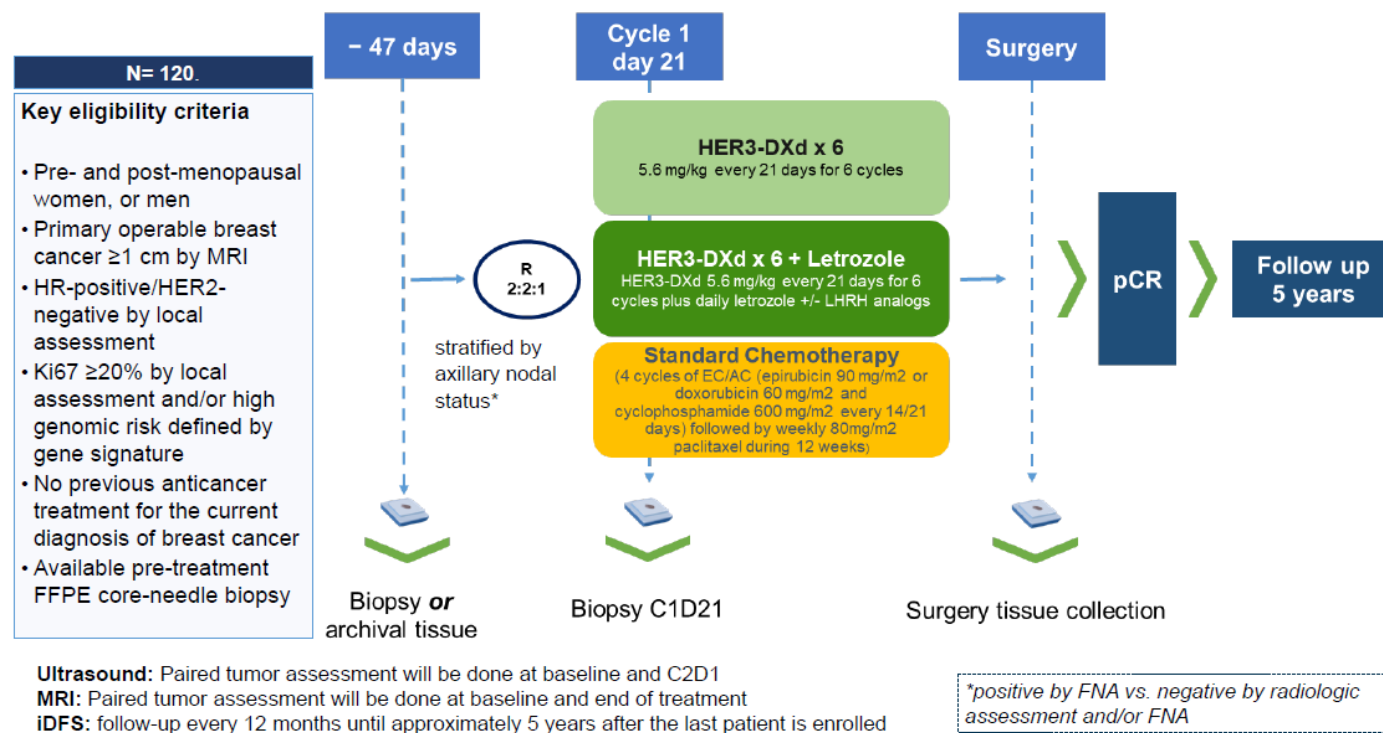 − 47 days
Cycle 1
day 21
Surgery
N= 120.
Key eligibility criteria
• Pre- and post-menopausal
women, or men
• Primary operable breast
cancer ≥1 cm by MRI
• HR-positive/HER2-
negative by local
assessment
• Ki67 ≥20% by local
assessment and/or high
genomic risk defined by
gene signature
• No previous anticancer
treatment for the current
diagnosis of breast cancer
• Available pre-treatment
FFPE core-needle biopsy
R
2:2:1
stratified by
axillary nodal
status*
HER3-DXd x 6
5.6 mg/kg every 21 days for 6 cycles
HER3-DXd x 6 + Letrozole
HER3-DXd 5.6 mg/kg every 21 days for 6
cycles plus daily letrozole +/- LHRH analogs
Standard Chemotherapy
(4 cycles of EC/AC (epirubicin 90 mg/m2 or
doxorubicin 60 mg/m2 and
cyclophosphamide 600 mg/m2 every 14/21
days) followed by weekly 80mg/m2
paclitaxel during 12 weeks)
pCR
Follow up
5 years
Biopsy or
archival tissue
Biopsy C1D21
Surgery tissue collection
Ultrasound: Paired tumor assessment will be done at baseline and C2D1
MRI: Paired tumor assessment will be done at baseline and end of treatment
iDFS: follow-up every 12 months until approximately 5 years after the last patient is enrolled
*positive by FNA vs. negative by radiologic
assessment and/or FNA